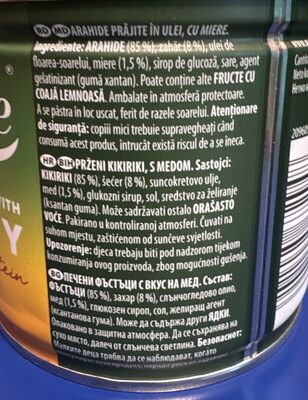 RO MD ARAHIDE PRĂJITE ÎN ULEI, CU MIERE.
Ingrediente: ARAHIDE (85 %), zahăr (8 %), ulei de
floarea-soarelui, miere (1,5 %), sirop de glucoză, sare, agent
gelatinizant (gumă xantan). Poate conține alte FRUCTE CU
COAJĂ LEMNOASĂ. Ambalate în atmosferă protectoare.
A se păstra în loc uscat, ferit de razele soarelui. Atenționare
de siguranță: copiii mici trebuie supravegheați când
consumă acest produs, întrucât există riscul de a se îneca.
HR BIH PRŽENI KIKIRIKI, S MEDOM. Sastojci:
KIKIRIKI (85 %), šećer (8 %), suncokretovo ulje,
med (1,5 %), glukozni sirup, sol, sredstvo za želiranje
(ksantan guma). Može sadržavati ostalo ORAŠASTO
VOĆE. Pakirano u kontroliranoj atmosferi. Čuvati na
suhom mjestu, zaštićenom od sunčeve svjetlosti.
Upozorenje: djeca trebaju biti pod nadzorom tijekom
konzumiranja ovog proizvoda, zbog mogućnosti gušenja.
BG ПЕЧЕНИ ФЪСТЪЦИ С ВКУС НА МЕД. Състав:
ФЪСТЪЦИ (85 %), захар (8 %), слънчогледово олио,
мед (1,5 %), глюкозен сироп, сол, желиращ агент
(ксантанова гума). Може да съдържа други ЯДКИ.
Опаковано в защитна атмосфера. Да се съхранява на
сухо място, далеч от слънчева светлина. Безопасност:
Малките деца трябва да се наблюдават, когато